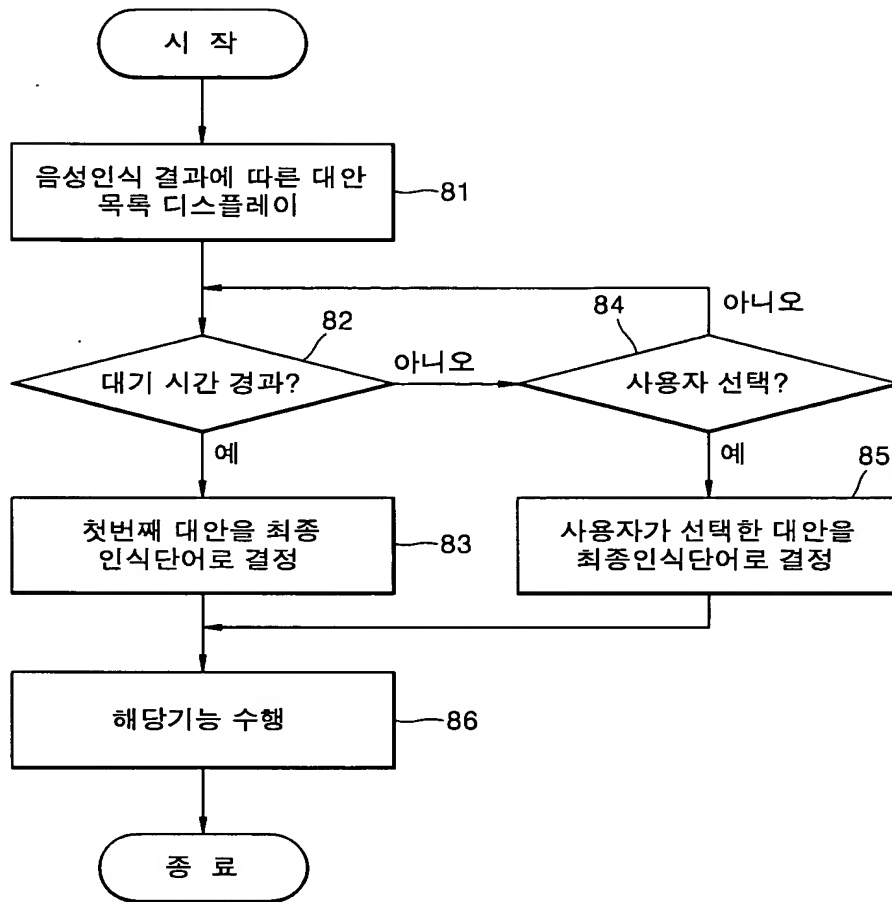 시 작
음성인식 결과에 따른 대안
목록 디스플레이
81
82
대기 시간 경과?
아니오
예
84
아니오
사용자 선택?
예
첫번째 대안을 최종
인식단어로 결정
83
85
사용자가 선택한 대안을
최종인식단어로 결정
해당기능 수행
86
종 료